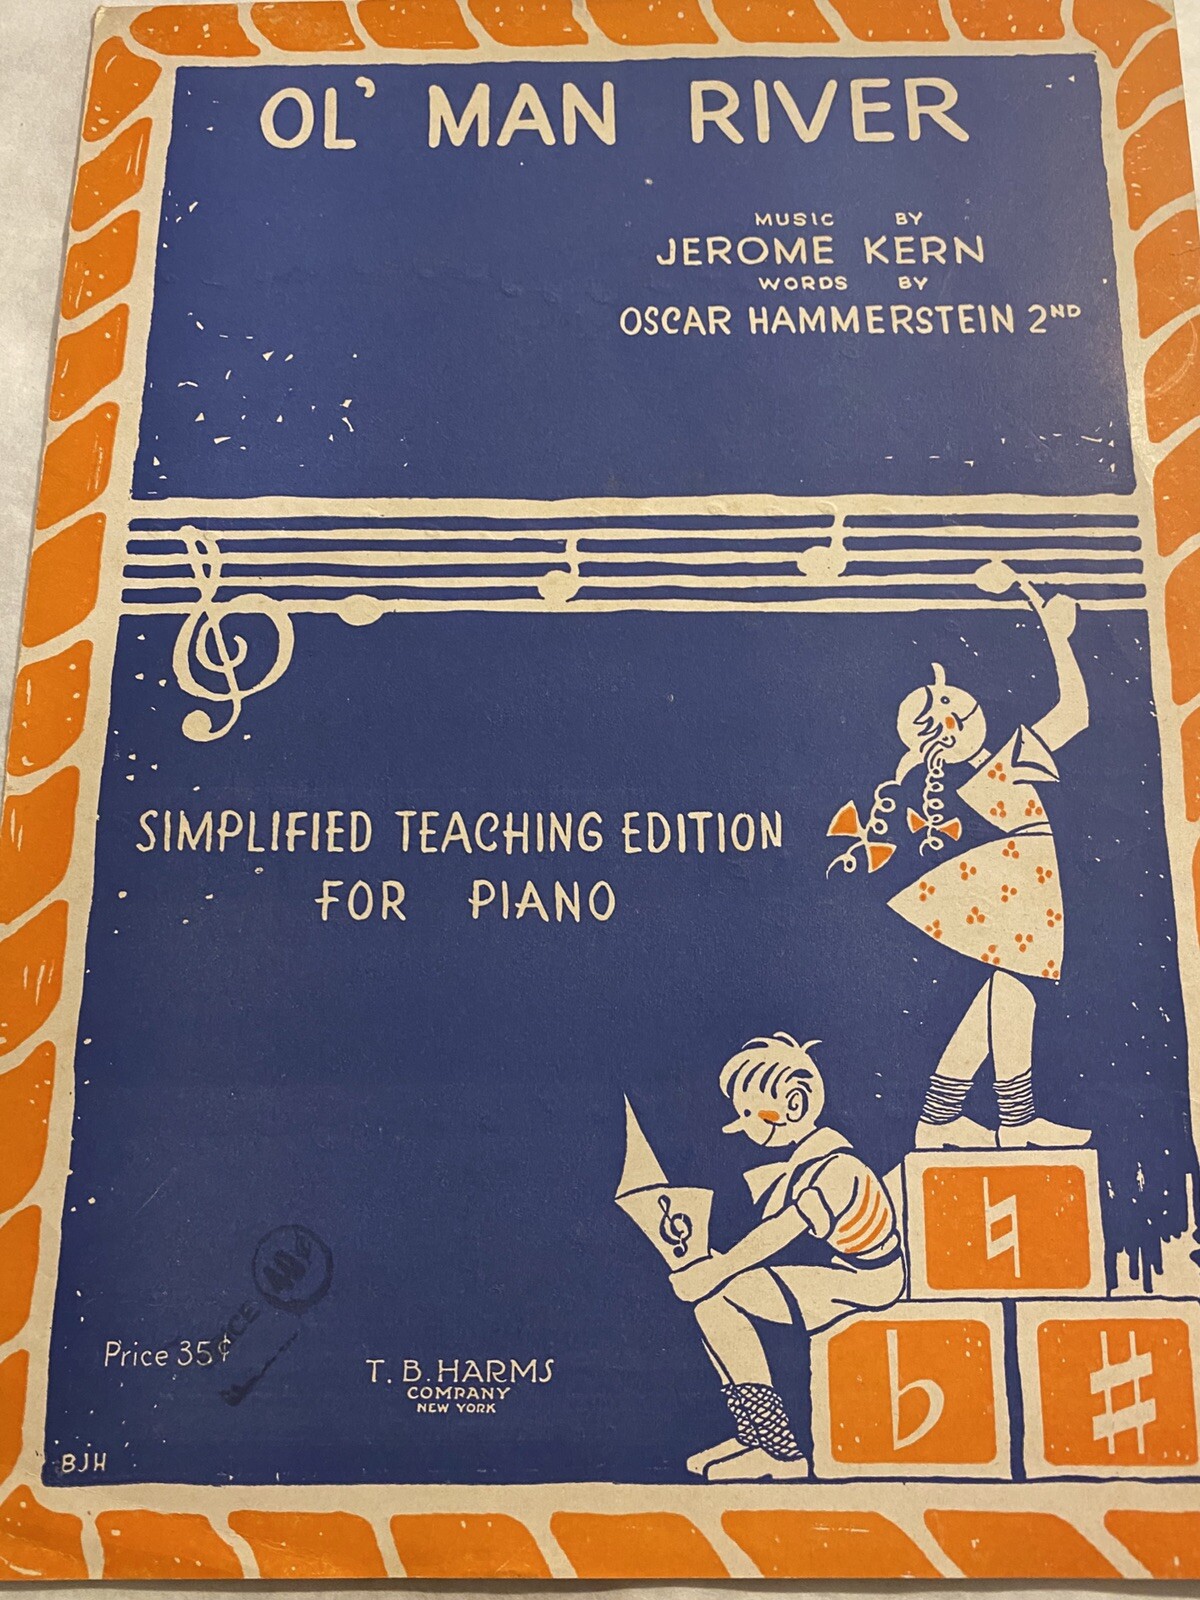 OL' MAN RIVER
MUSIC BY
JEROME KERN
WORDS BY
OSCAR HAMMERSTEIN 2ND
SIMPLIFIED TEACHING EDITION
FOR PIANO
Price 35¢
T. B. HARMS
COMPANY
NEW YORK
BJH